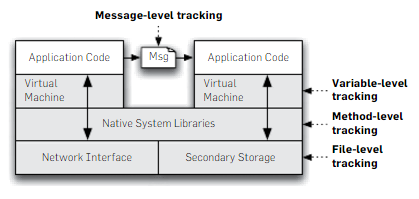 Message-level tracking
Application Code
Msg
Application Code
Virtual
Machine
Virtual
Machine
Variable-level
tracking
Native System Libraries
Method-level
tracking
Network Interface
Secondary Storage
File-level
tracking